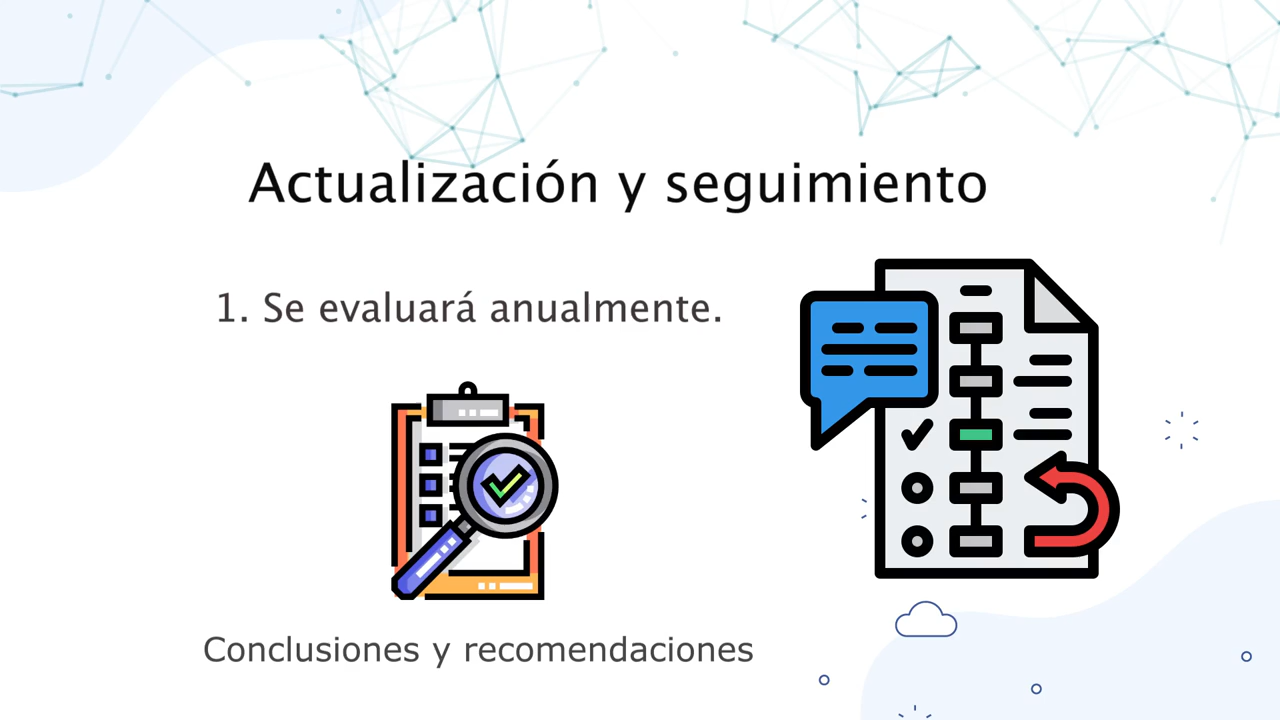 Actualización y seguimiento
1. Se evaluará anualmente.
Conclusiones y recomendaciones